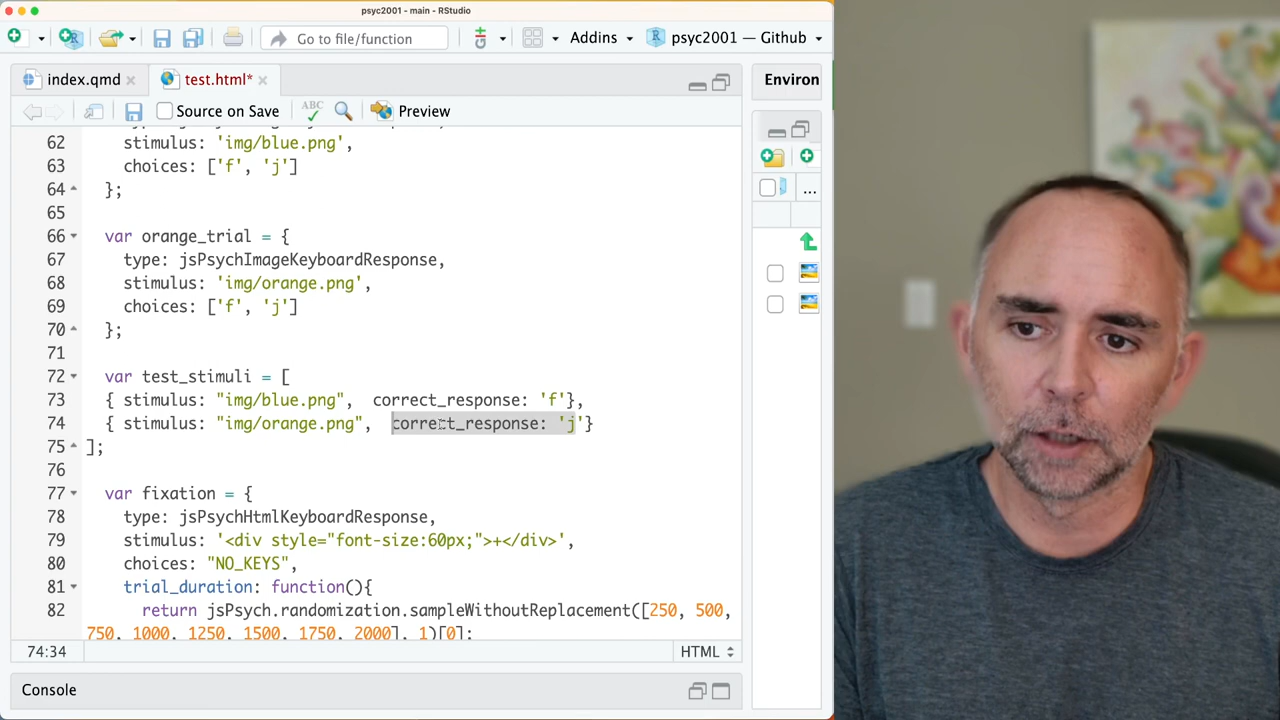 psyc2001 - main - RStudio
Go to file/function
Addins
psyc2001 — Github
index.qmd
test.html*
Environ
Source on Save
ABC
Preview
62 stimulus: 'img/blue.png',
63 choices: ['f', 'j']
64 };
65
66 var orange_trial = {
67 type: jsPsychImageKeyboardResponse,
68 stimulus: 'img/orange.png',
69 choices: ['f', 'j']
70 };
71
72 var test_stimuli = [
73 { stimulus: "img/blue.png", correct_response: 'f'},
74 { stimulus: "img/orange.png", correct_response: 'j'}
75 ];
76
77 var fixation = {
78 type: jsPsychHtmlKeyboardResponse,
79 stimulus: '<div style="font-size:60px;">+</div>',
80 choices: "NO_KEYS",
81 trial_duration: function(){
82 return jsPsych.randomization.sampleWithoutReplacement([250, 500,
750, 1000, 1250, 1500, 1750, 2000], 1)[0];
...
74:34
HTML
Console